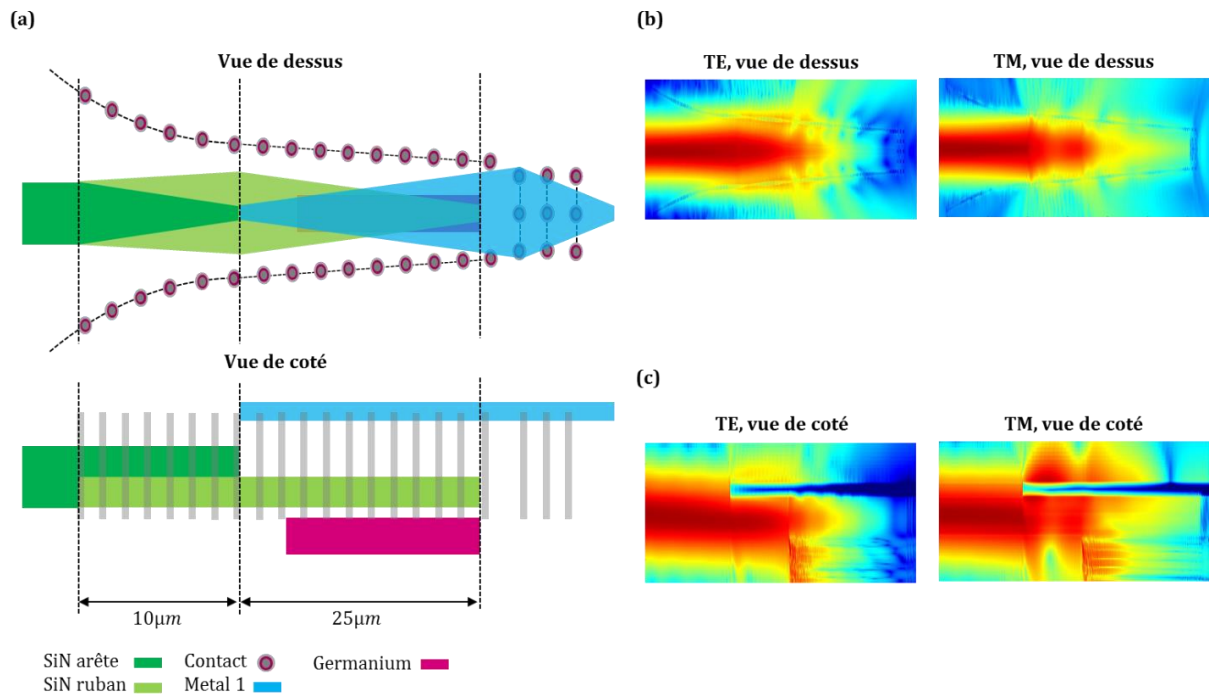 (a)
Vue de dessus
Vue de coté
10μm
25μm
SiN arête
Contact
Germanium
SiN ruban
Metal 1
(b)
TE, vue de dessus
TM, vue de dessus
(c)
TE, vue de coté
TM, vue de coté